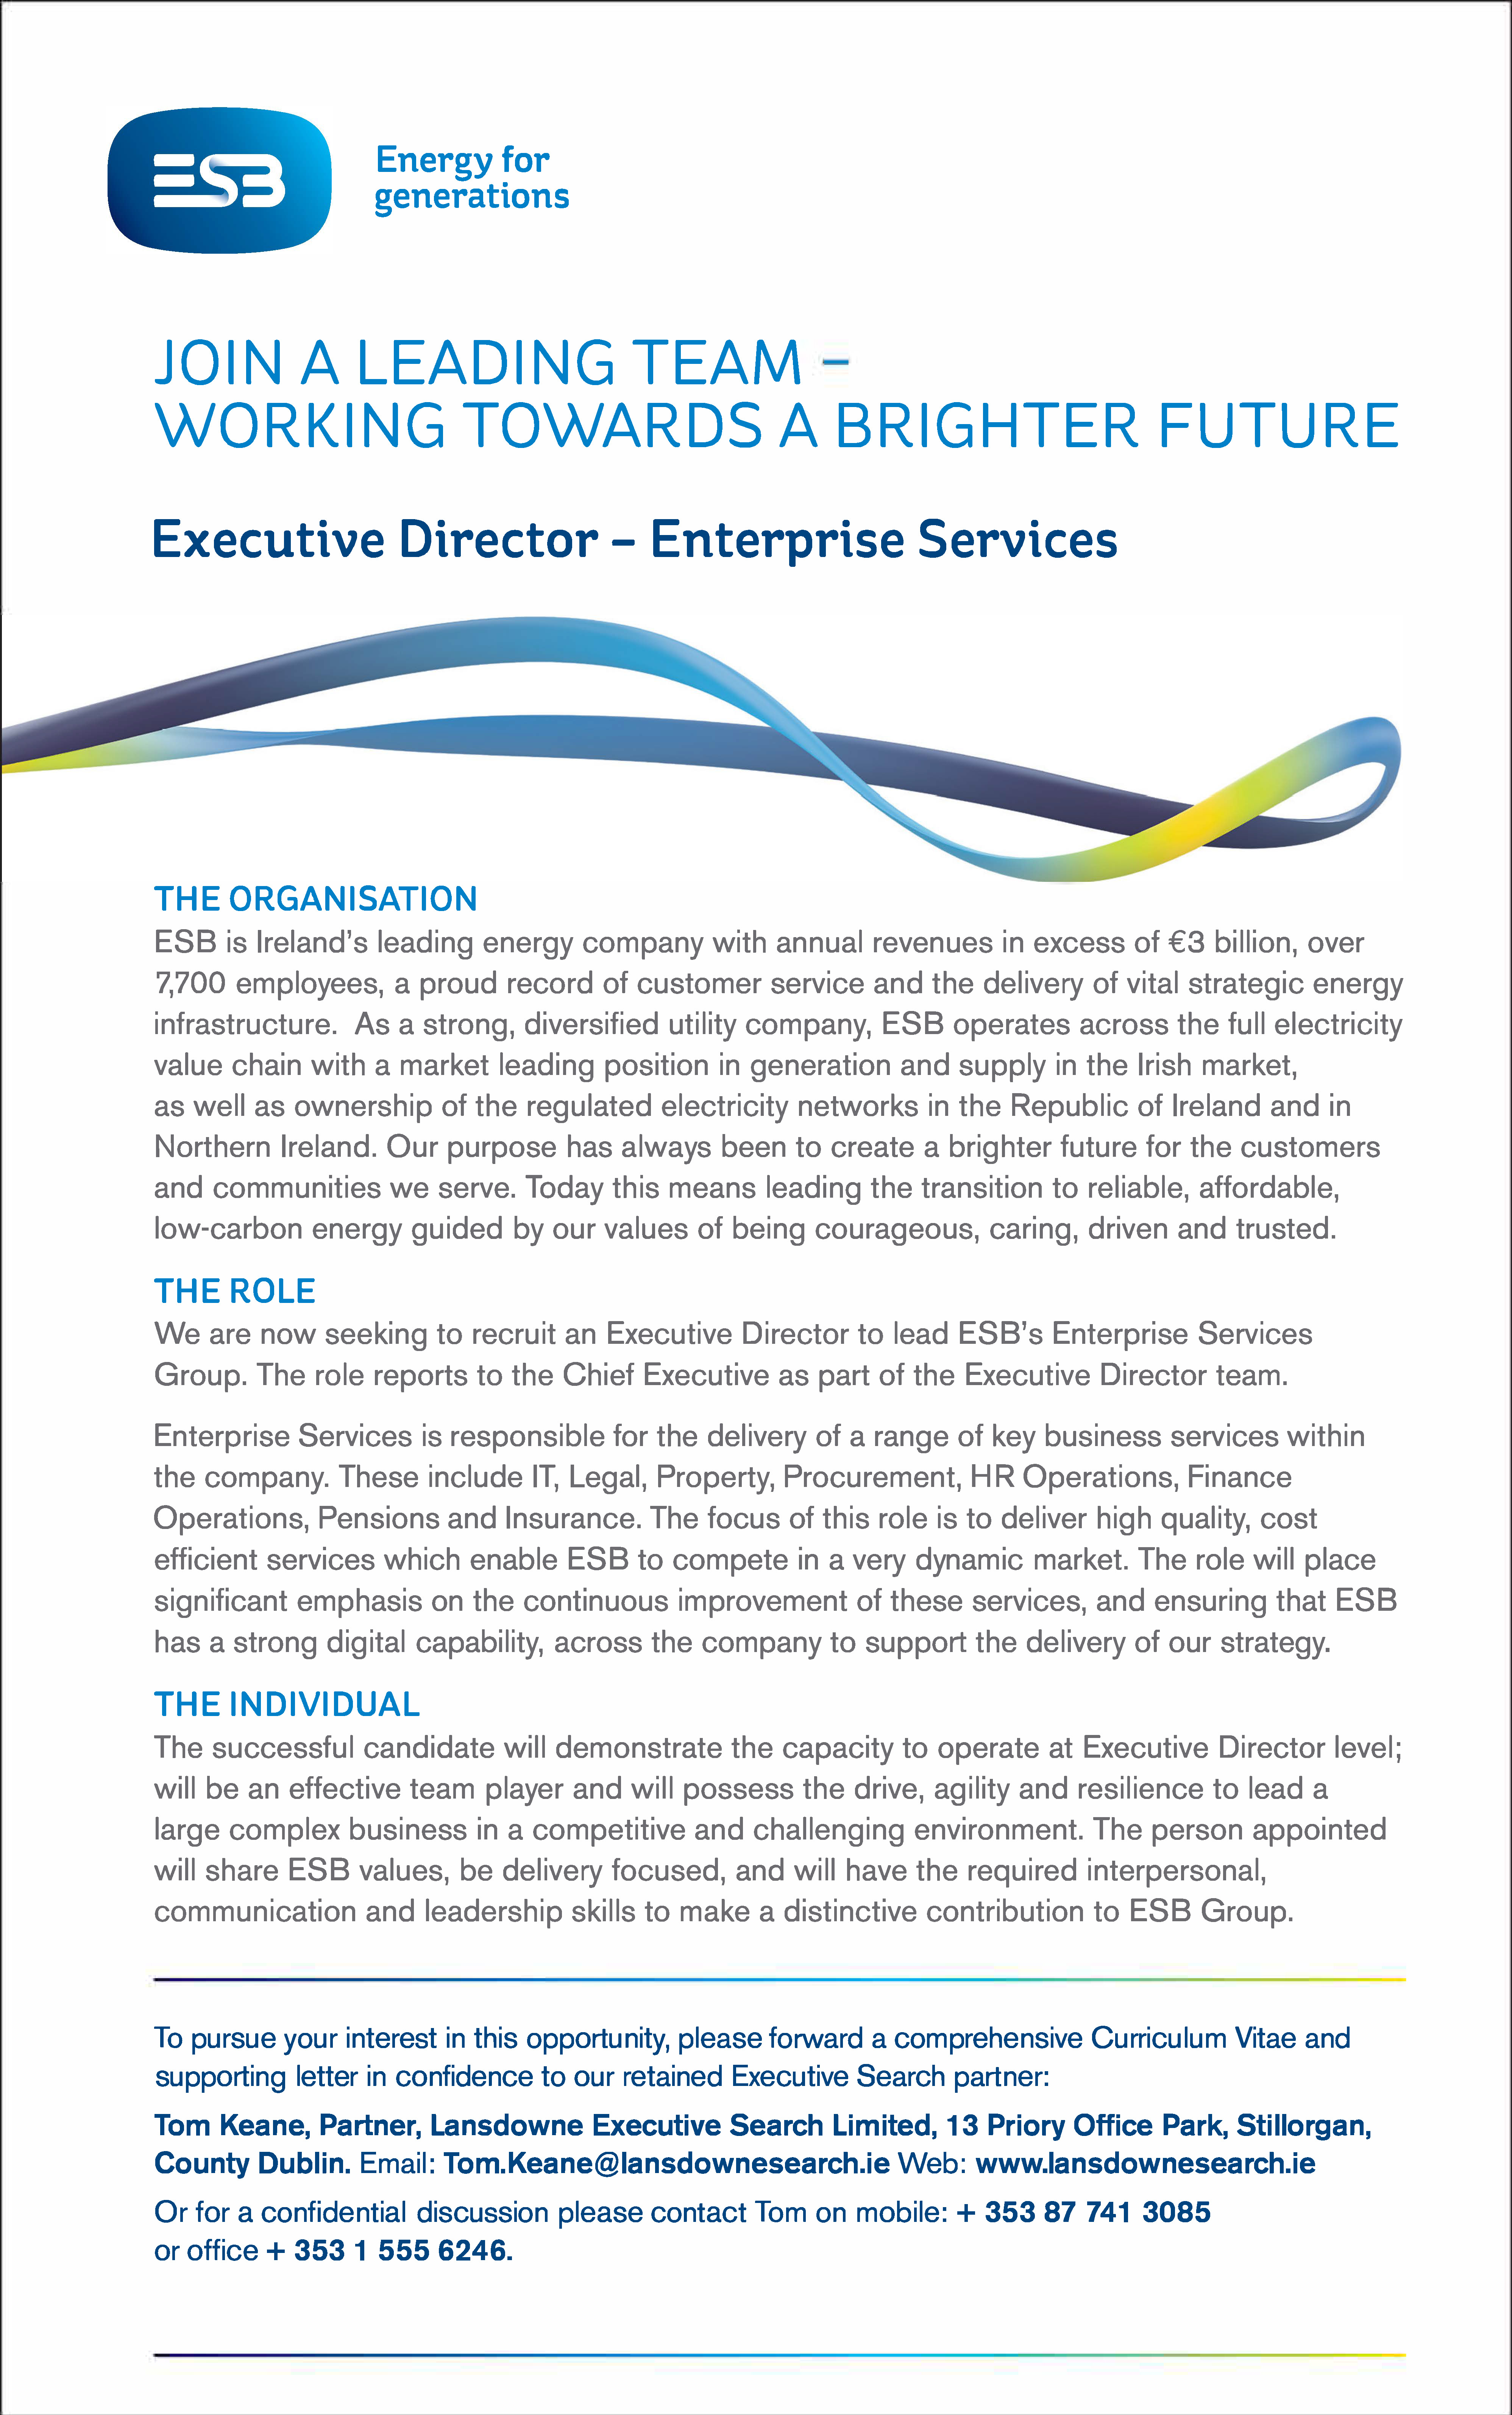 ESB
Energy for
generations
JOIN A LEADING TEAM –
WORKING TOWARDS A BRIGHTER FUTURE
Executive Director – Enterprise Services
THE ORGANISATION
ESB is Ireland's leading energy company with annual revenues in excess of €3 billion, over
7,700 employees, a proud record of customer service and the delivery of vital strategic energy
infrastructure.  As a strong, diversified utility company, ESB operates across the full electricity
value chain with a market leading position in generation and supply in the Irish market,
as well as ownership of the regulated electricity networks in the Republic of Ireland and in
Northern Ireland. Our purpose has always been to create a brighter future for the customers
and communities we serve. Today this means leading the transition to reliable, affordable,
low-carbon energy guided by our values of being courageous, caring, driven and trusted.
THE ROLE
We are now seeking to recruit an Executive Director to lead ESB's Enterprise Services
Group. The role reports to the Chief Executive as part of the Executive Director team.
Enterprise Services is responsible for the delivery of a range of key business services within
the company. These include IT, Legal, Property, Procurement, HR Operations, Finance
Operations, Pensions and Insurance. The focus of this role is to deliver high quality, cost
efficient services which enable ESB to compete in a very dynamic market. The role will place
significant emphasis on the continuous improvement of these services, and ensuring that ESB
has a strong digital capability, across the company to support the delivery of our strategy.
THE INDIVIDUAL
The successful candidate will demonstrate the capacity to operate at Executive Director level;
will be an effective team player and will possess the drive, agility and resilience to lead a
large complex business in a competitive and challenging environment. The person appointed
will share ESB values, be delivery focused, and will have the required interpersonal,
communication and leadership skills to make a distinctive contribution to ESB Group.
To pursue your interest in this opportunity, please forward a comprehensive Curriculum Vitae and
supporting letter in confidence to our retained Executive Search partner:
Tom Keane, Partner, Lansdowne Executive Search Limited, 13 Priory Office Park, Stillorgan,
County Dublin. Email: Tom.Keane@lansdownesearch.ie Web: www.lansdownesearch.ie
Or for a confidential discussion please contact Tom on mobile: + 353 87 741 3085
or office + 353 1 555 6246.